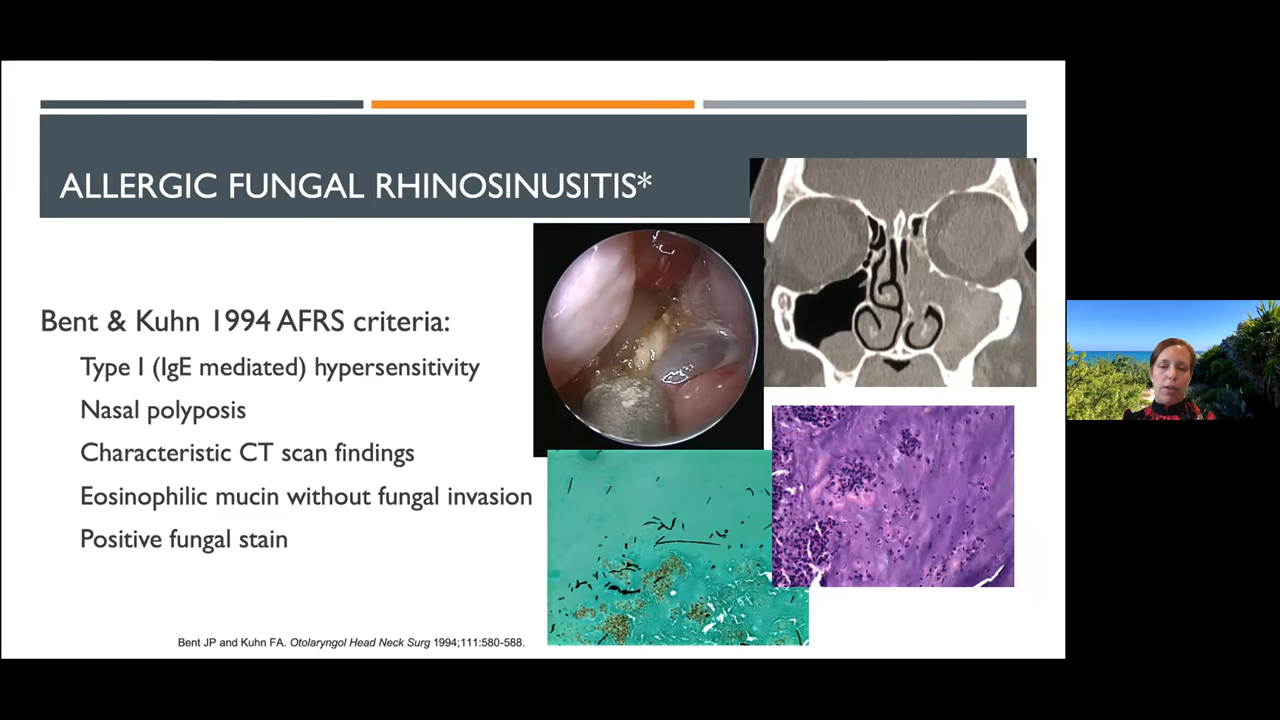 ALLERGIC FUNGAL RHINOSINUSITIS*
Bent & Kuhn 1994 AFRS criteria:
Type I (IgE mediated) hypersensitivity
Nasal polyposis
Characteristic CT scan findings
Eosinophilic mucin without fungal invasion
Positive fungal stain
Bent JP and Kuhn FA. Otolaryngol Head Neck Surg 1994;111:580-588.